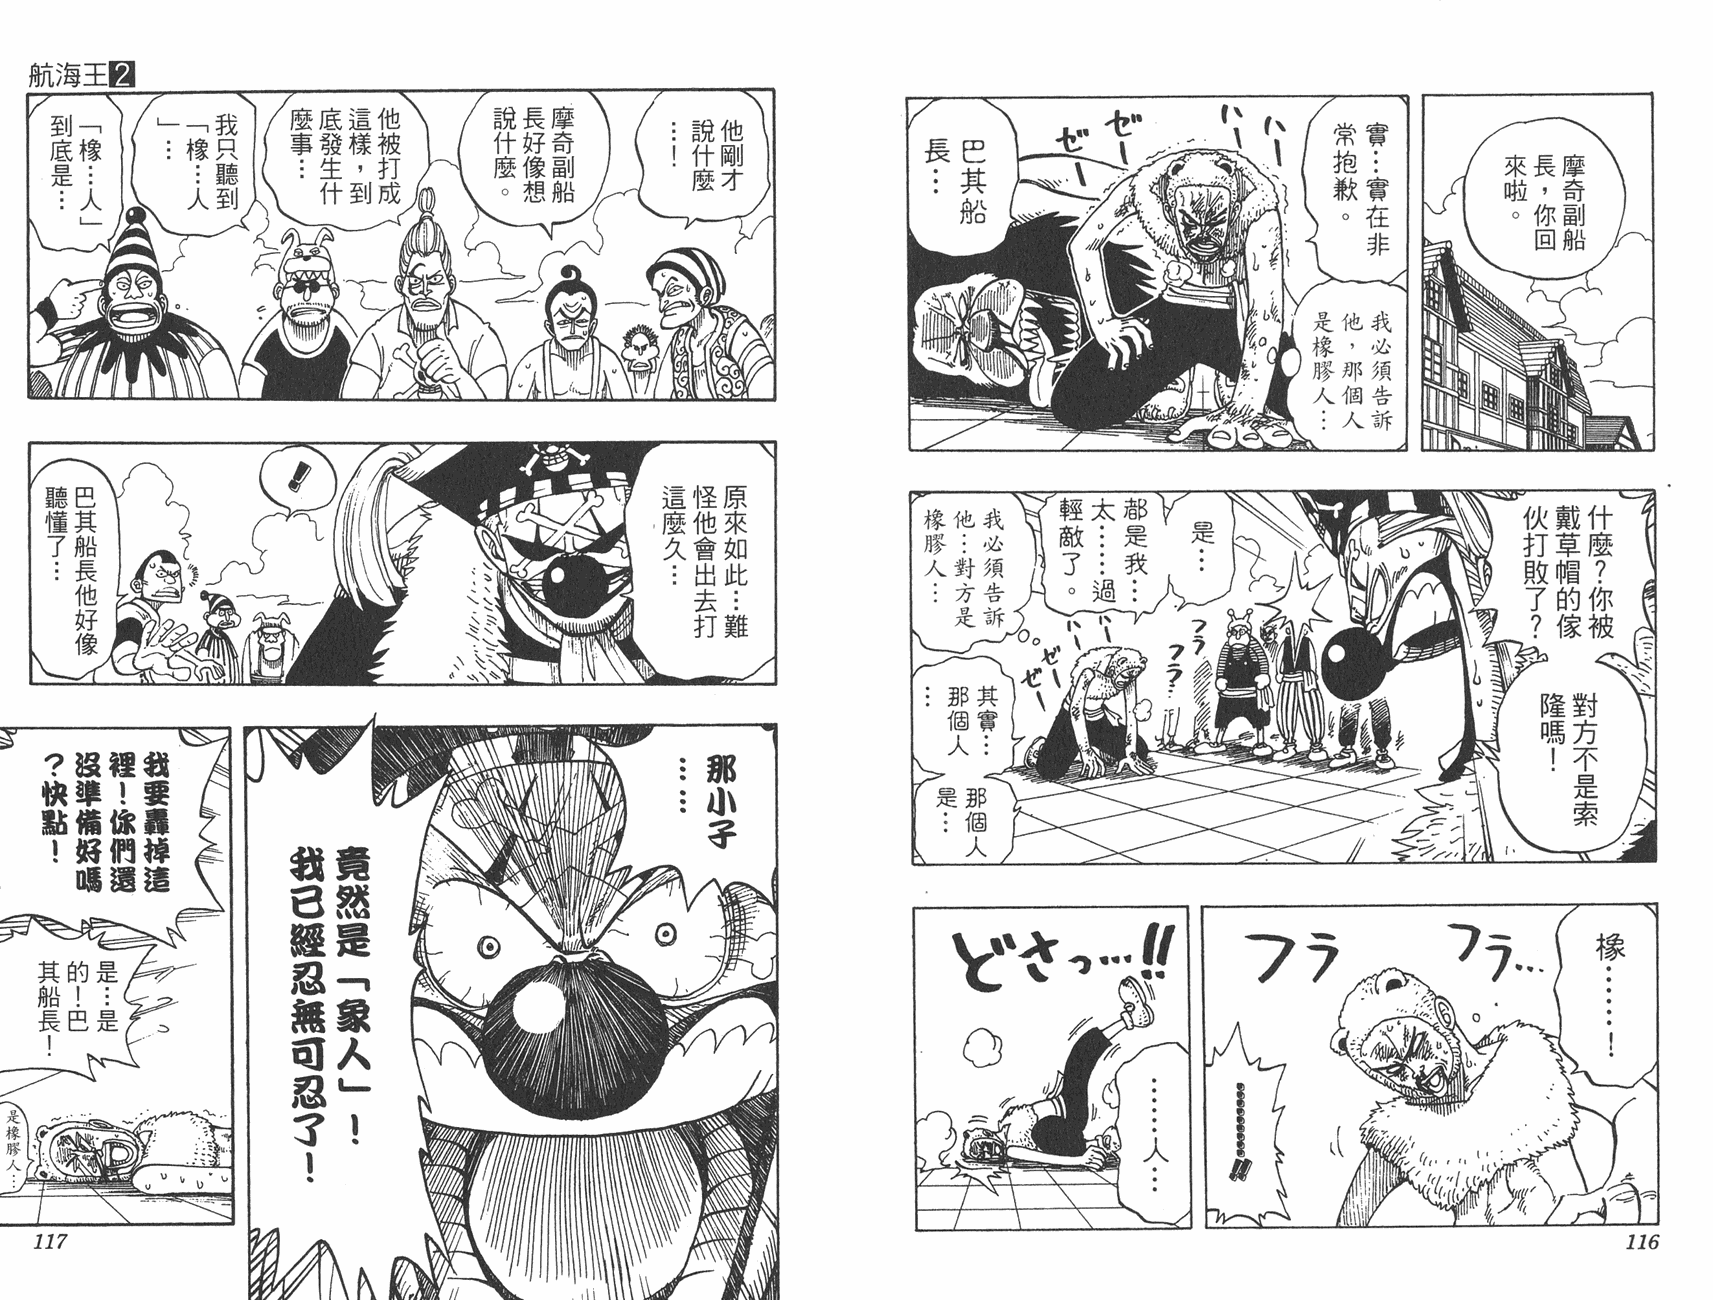 摩奇副船
長，你回
來啦。
實…實在非
常抱歉。
我必須告訴
他，那個人
是橡膠人…
巴其船
長…
ハーハー
ゼーゼー
什麼？你被
戴草帽的傢
伙打敗了？
對方不是索
隆嗎！
是…
都是我…
太……過
輕敵了。
我必須告訴
他…對方是
橡膠人…
其實…
那個人
…
那個人
是…
ハーハー
ゼーゼー
フラフラ…
橡……！
フラフラ…
………!!
………人…
どさっ…!!
116
航海王2
他剛才
說什麼
…！
摩奇副船
長好像想
說什麼。
他被打成
這樣，到
底發生什
麼事…
我只聽到
「橡…人
」…
「橡…人」
到底是…
原來如此…難
怪他會出去打
這麼久…
！
巴其船長他好像
聽懂了…
那小子
……
竟然是「象人」！
我已經忍無可忍了！
我要轟掉這
裡！你們還
沒準備好嗎
？快點！
是…是
的！巴
其船長！
是橡膠人…
117